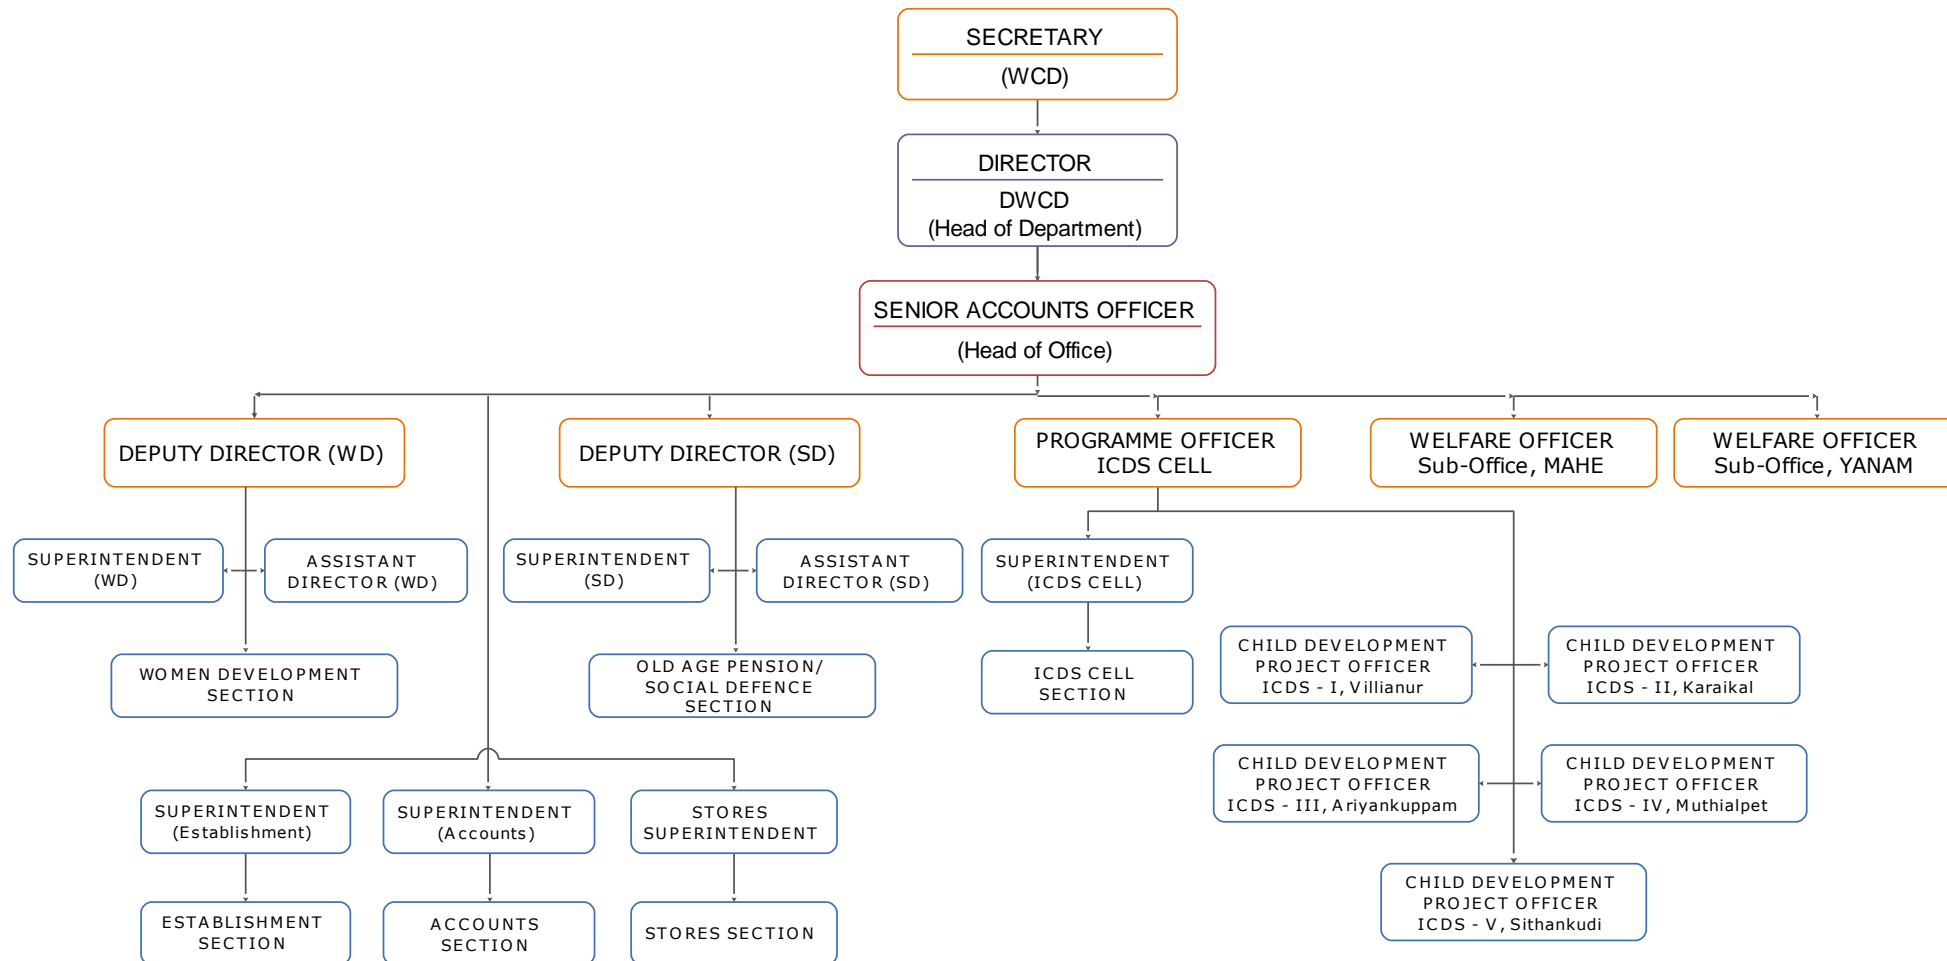 SECRETARY
(WCD)
DIRECTOR
DWCD
(Head of Department)
SENIOR ACCOUNTS OFFICER
(Head of Office)
DEPUTY DIRECTOR (WD)
DEPUTY DIRECTOR (SD)
PROGRAMME OFFICER
ICDS CELL
WELFARE OFFICER
Sub-Office, MAHE
WELFARE OFFICER
Sub-Office, YANAM
SUPERINTENDENT
(WD)
ASSISTANT
DIRECTOR (WD)
SUPERINTENDENT
(SD)
ASSISTANT
DIRECTOR (SD)
SUPERINTENDENT
(ICDS CELL)
WOMEN DEVELOPMENT
SECTION
OLD AGE PENSION/
SOCIAL DEFENCE
SECTION
ICDS CELL
SECTION
CHILD DEVELOPMENT
PROJECT OFFICER
ICDS - I, Villianur
CHILD DEVELOPMENT
PROJECT OFFICER
ICDS - II, Karaikal
CHILD DEVELOPMENT
PROJECT OFFICER
ICDS - III, Ariyankuppam
CHILD DEVELOPMENT
PROJECT OFFICER
ICDS - IV, Muthialpet
SUPERINTENDENT
(Establishment)
SUPERINTENDENT
(Accounts)
STORES
SUPERINTENDENT
CHILD DEVELOPMENT
PROJECT OFFICER
ICDS - V, Sithankudi
ESTABLISHMENT
SECTION
ACCOUNTS
SECTION
STORES SECTION